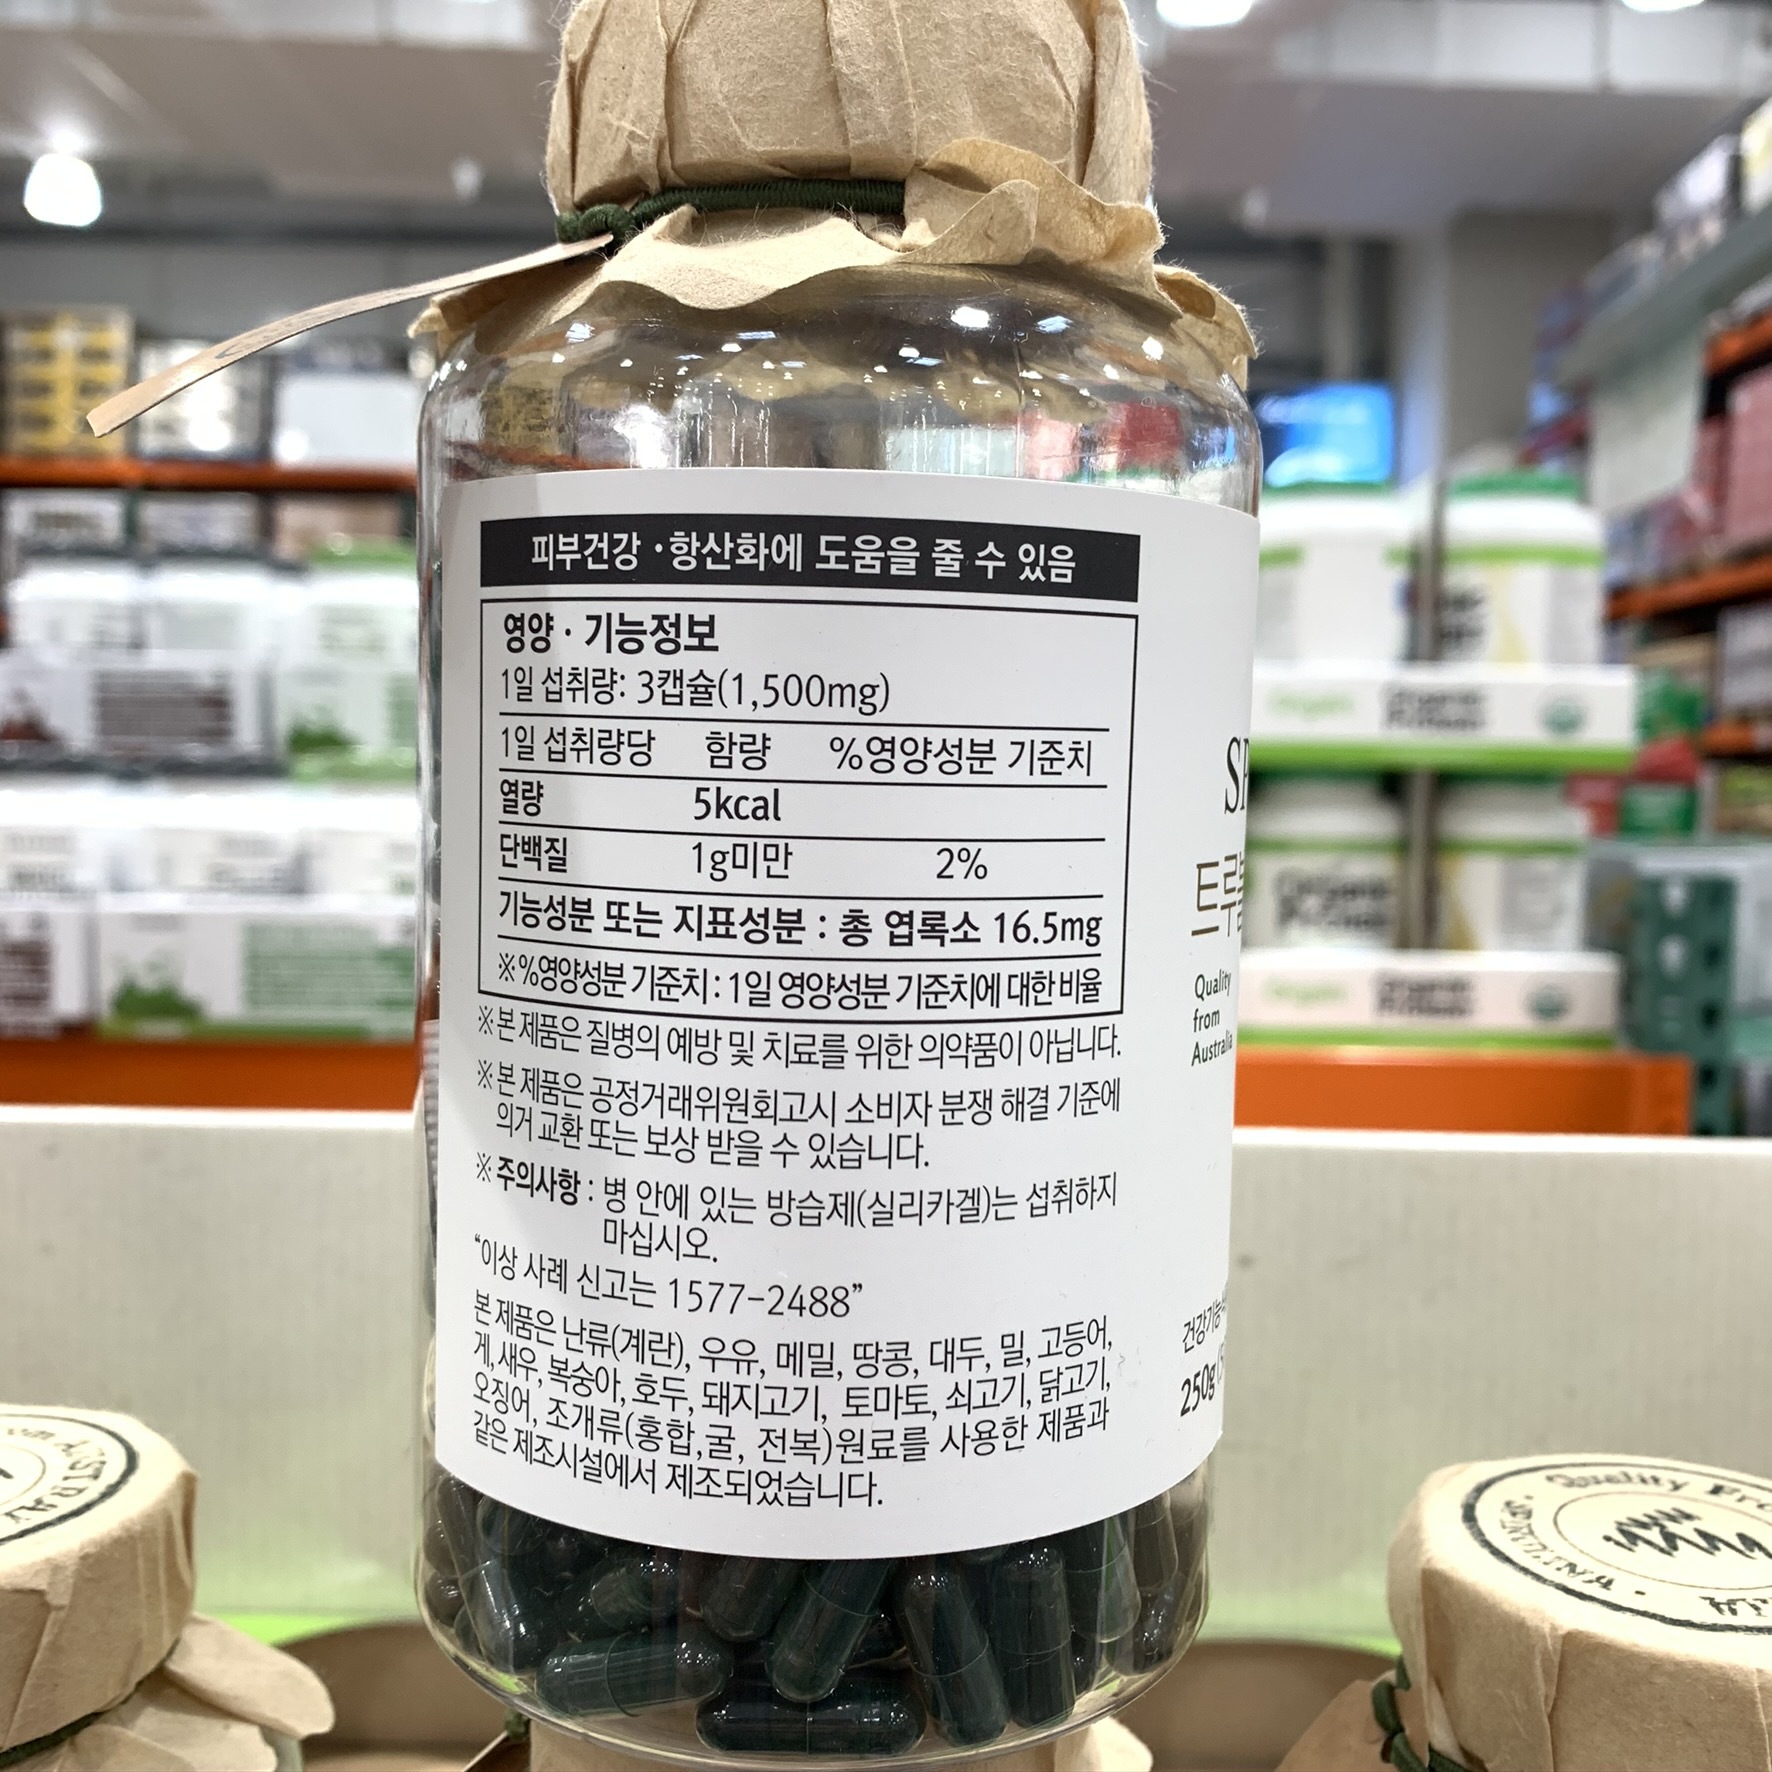 피부건강 · 항산화에 도움을 줄 수 있음
영양 · 기능정보
1일 섭취량: 3캡슐(1,500mg)
1일 섭취량당 함량 %영양성분 기준치
열량 5kcal
단백질 1g미만 2%
기능성분 또는 지표성분 : 총 엽록소 16.5mg
※%영양성분 기준치 : 1일 영양성분 기준치에 대한 비율
※본 제품은 질병의 예방 및 치료를 위한 의약품이 아닙니다.
※본 제품은 공정거래위원회고시 소비자 분쟁 해결 기준에
의거 교환 또는 보상 받을 수 있습니다.
※주의사항 : 병 안에 있는 방습제(실리카겔)는 섭취하지
마십시오.
“이상 사례 신고는 1577-2488”
본 제품은 난류(계란), 우유, 메밀, 땅콩, 대두, 밀, 고등어,
게, 새우, 복숭아, 호두, 돼지고기, 토마토, 쇠고기, 닭고기,
오징어, 조개류(홍합,굴, 전복)원료를 사용한 제품과
같은 제조시설에서 제조되었습니다.
SP
트루
Quality
from
Australia
건강기능
250g
Quality